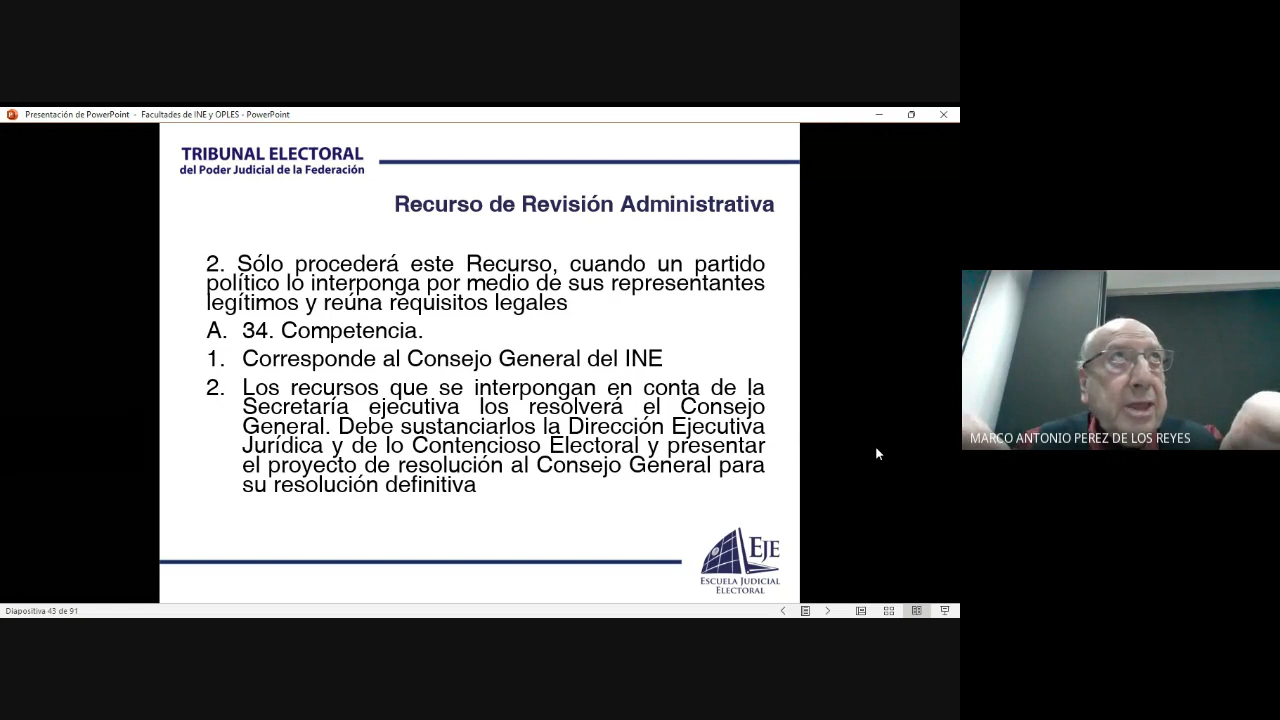 Presentación de PowerPoint - Facultades de INE y OPLES - PowerPoint
TRIBUNAL ELECTORAL
del Poder Judicial de la Federación
Recurso de Revisión Administrativa
2. Sólo procederá este Recurso, cuando un partido
político lo interponga por medio de sus representantes
legítimos y reúna requisitos legales
A. 34. Competencia.
1. Corresponde al Consejo General del INE
2. Los recursos que se interpongan en conta de la
Secretaría ejecutiva los resolverá el Consejo
General. Debe sustanciarlos la Dirección Ejecutiva
Jurídica y de lo Contencioso Electoral y presentar
el proyecto de resolución al Consejo General para
su resolución definitiva
EJE
ESCUELA JUDICIAL
ELECTORAL
Diapositiva 43 de 91
MARCO ANTONIO PEREZ DE LOS REYES